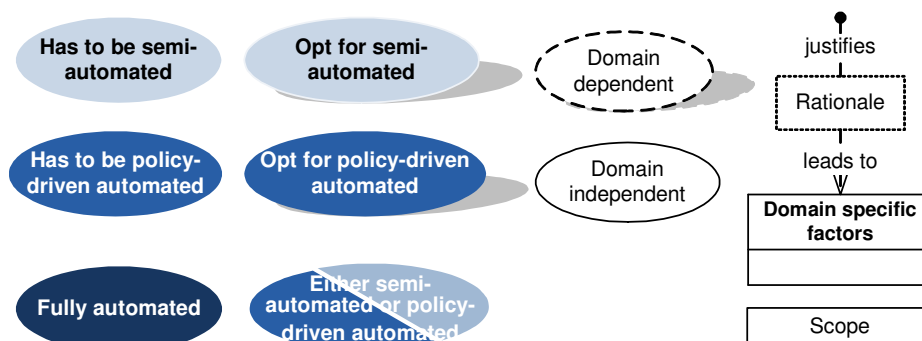 Has to be semi-
automated
Opt for semi-
automated
Domain
dependent
justifies
Rationale
Has to be policy-
driven automated
Opt for policy-driven
automated
Domain
independent
leads to
Domain specific
factors
Fully automated
Either semi-
automated or policy-
driven automated
Scope